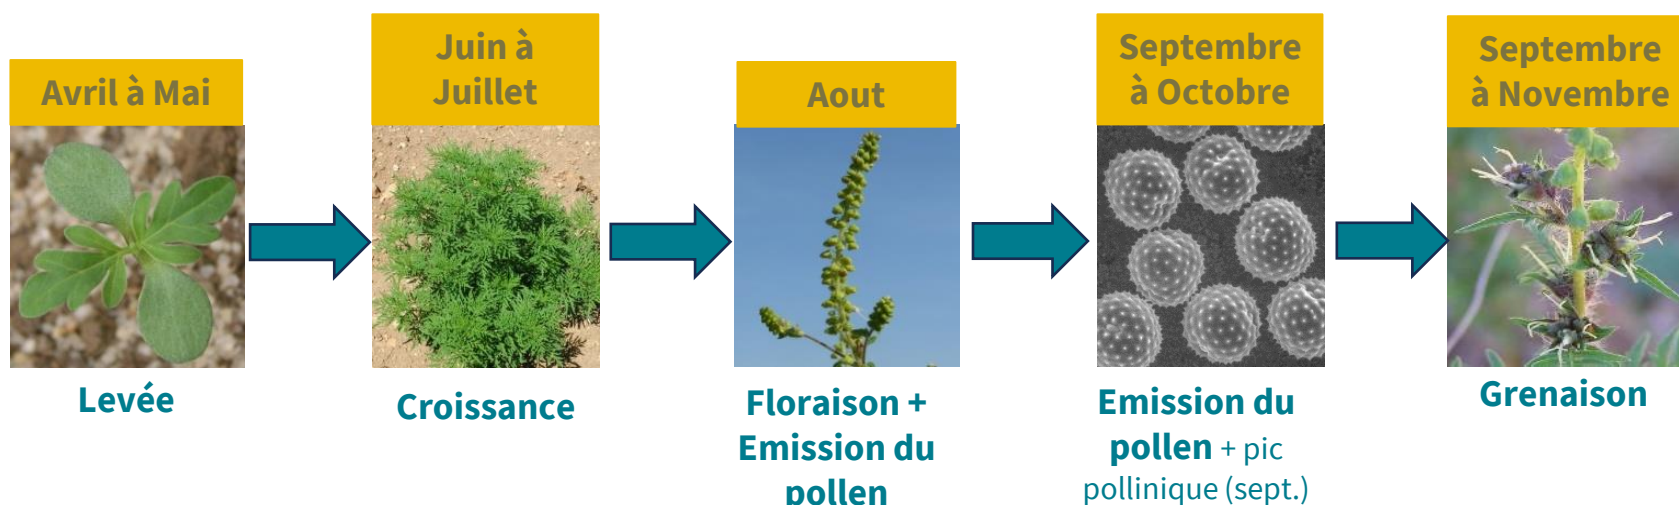 Avril à Mai
Levée
Juin à
Juillet
Croissance
Aout
Floraison +
Emission du
pollen
Septembre
à Octobre
Emission du
pollen + pic
pollinique (sept.)
Septembre
à Novembre
Grenaison